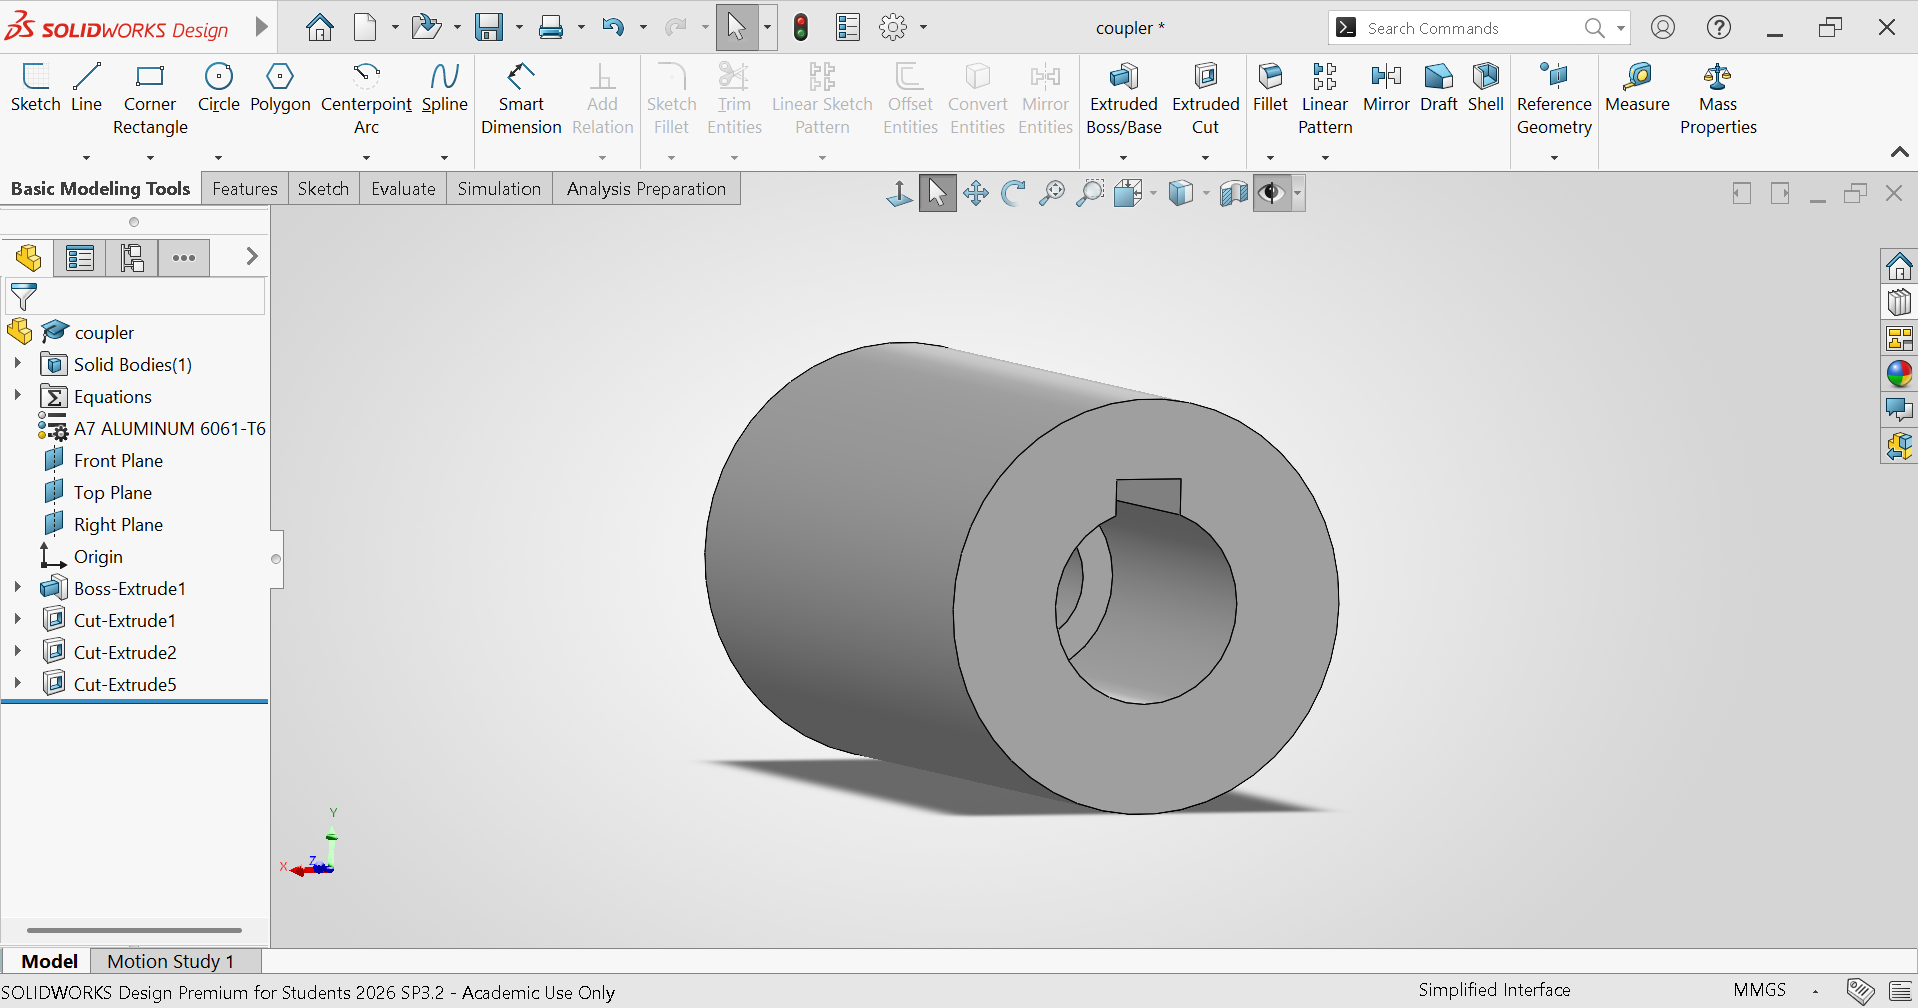 SOLIDWORKS Design
coupler *
Search Commands
Sketch
Line
Corner Rectangle
Circle
Polygon
Centerpoint Arc
Spline
Smart Dimension
Add Relation
Sketch Fillet
Trim Entities
Linear Sketch Pattern
Offset Entities
Convert Entities
Mirror Entities
Extruded Boss/Base
Extruded Cut
Fillet
Linear Pattern
Mirror
Draft
Shell
Reference Geometry
Measure
Mass Properties
Basic Modeling Tools
Features
Sketch
Evaluate
Simulation
Analysis Preparation
coupler
Solid Bodies(1)
Equations
A7 ALUMINUM 6061-T6
Front Plane
Top Plane
Right Plane
Origin
Boss-Extrude1
Cut-Extrude1
Cut-Extrude2
Cut-Extrude5
Y
X
Z
Model
Motion Study 1
SOLIDWORKS Design Premium for Students 2026 SP3.2 - Academic Use Only
Simplified Interface
MMGS